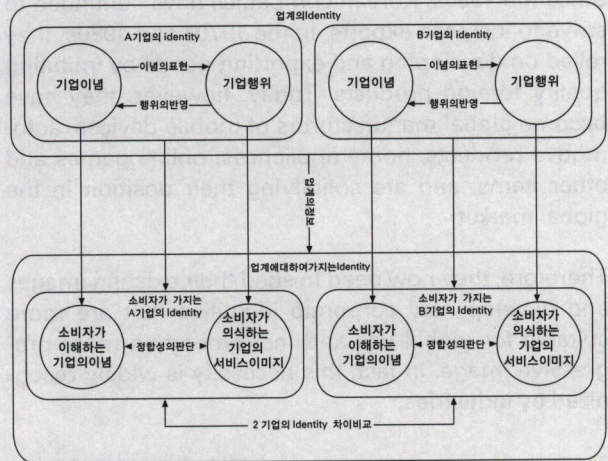 업계의Identity
A기업의 identity
B기업의 identity
기업이념
이념의표현
행위의반영
기업행위
기업이념
이념의표현
행위의반영
기업행위
업계의정보
업계에대하여가지는Identity
소비자가 가지는
A기업의 Identity
소비자가 가지는
B기업의 Identity
소비자가
이해하는
기업의이념
정합성의판단
소비자가
의식하는
기업의
서비스이미지
소비자가
이해하는
기업의이념
정합성의판단
소비자가
의식하는
기업의
서비스이미지
2 기업의 Identity 차이비교